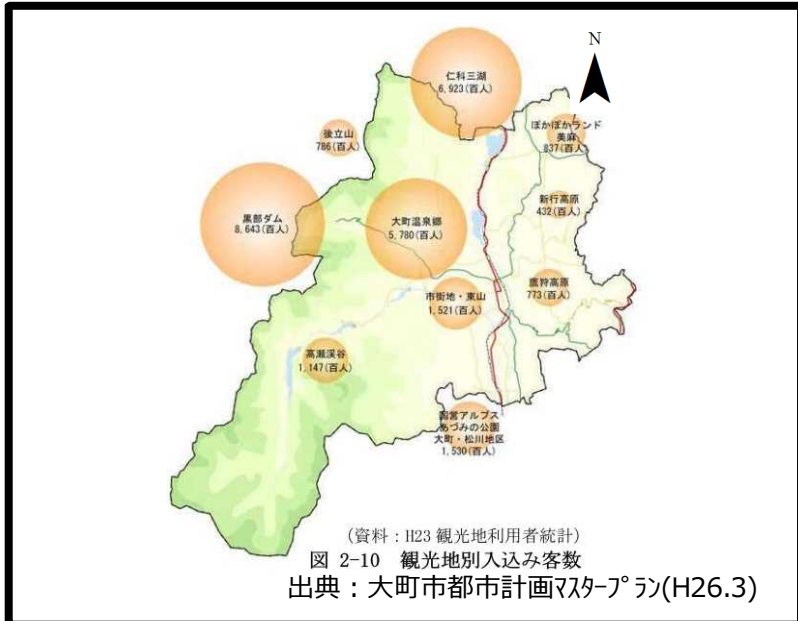 N
仁科三湖
6,923(百人)
ぽかぽかランド
美麻
837(百人)
後立山
786(百人)
新行高原
432(百人)
黒部ダム
8,643(百人)
大町温泉郷
5,780(百人)
鷹狩高原
773(百人)
市街地・東山
1,521(百人)
高瀬渓谷
1,147(百人)
国営アルプス
あづみの公園
大町・松川地区
1,530(百人)
(資料：H23 観光地利用者統計)
図 2-10 観光地別入込み客数
出典：大町市都市計画ﾏｽﾀｰﾌﾟﾗﾝ(H26.3)